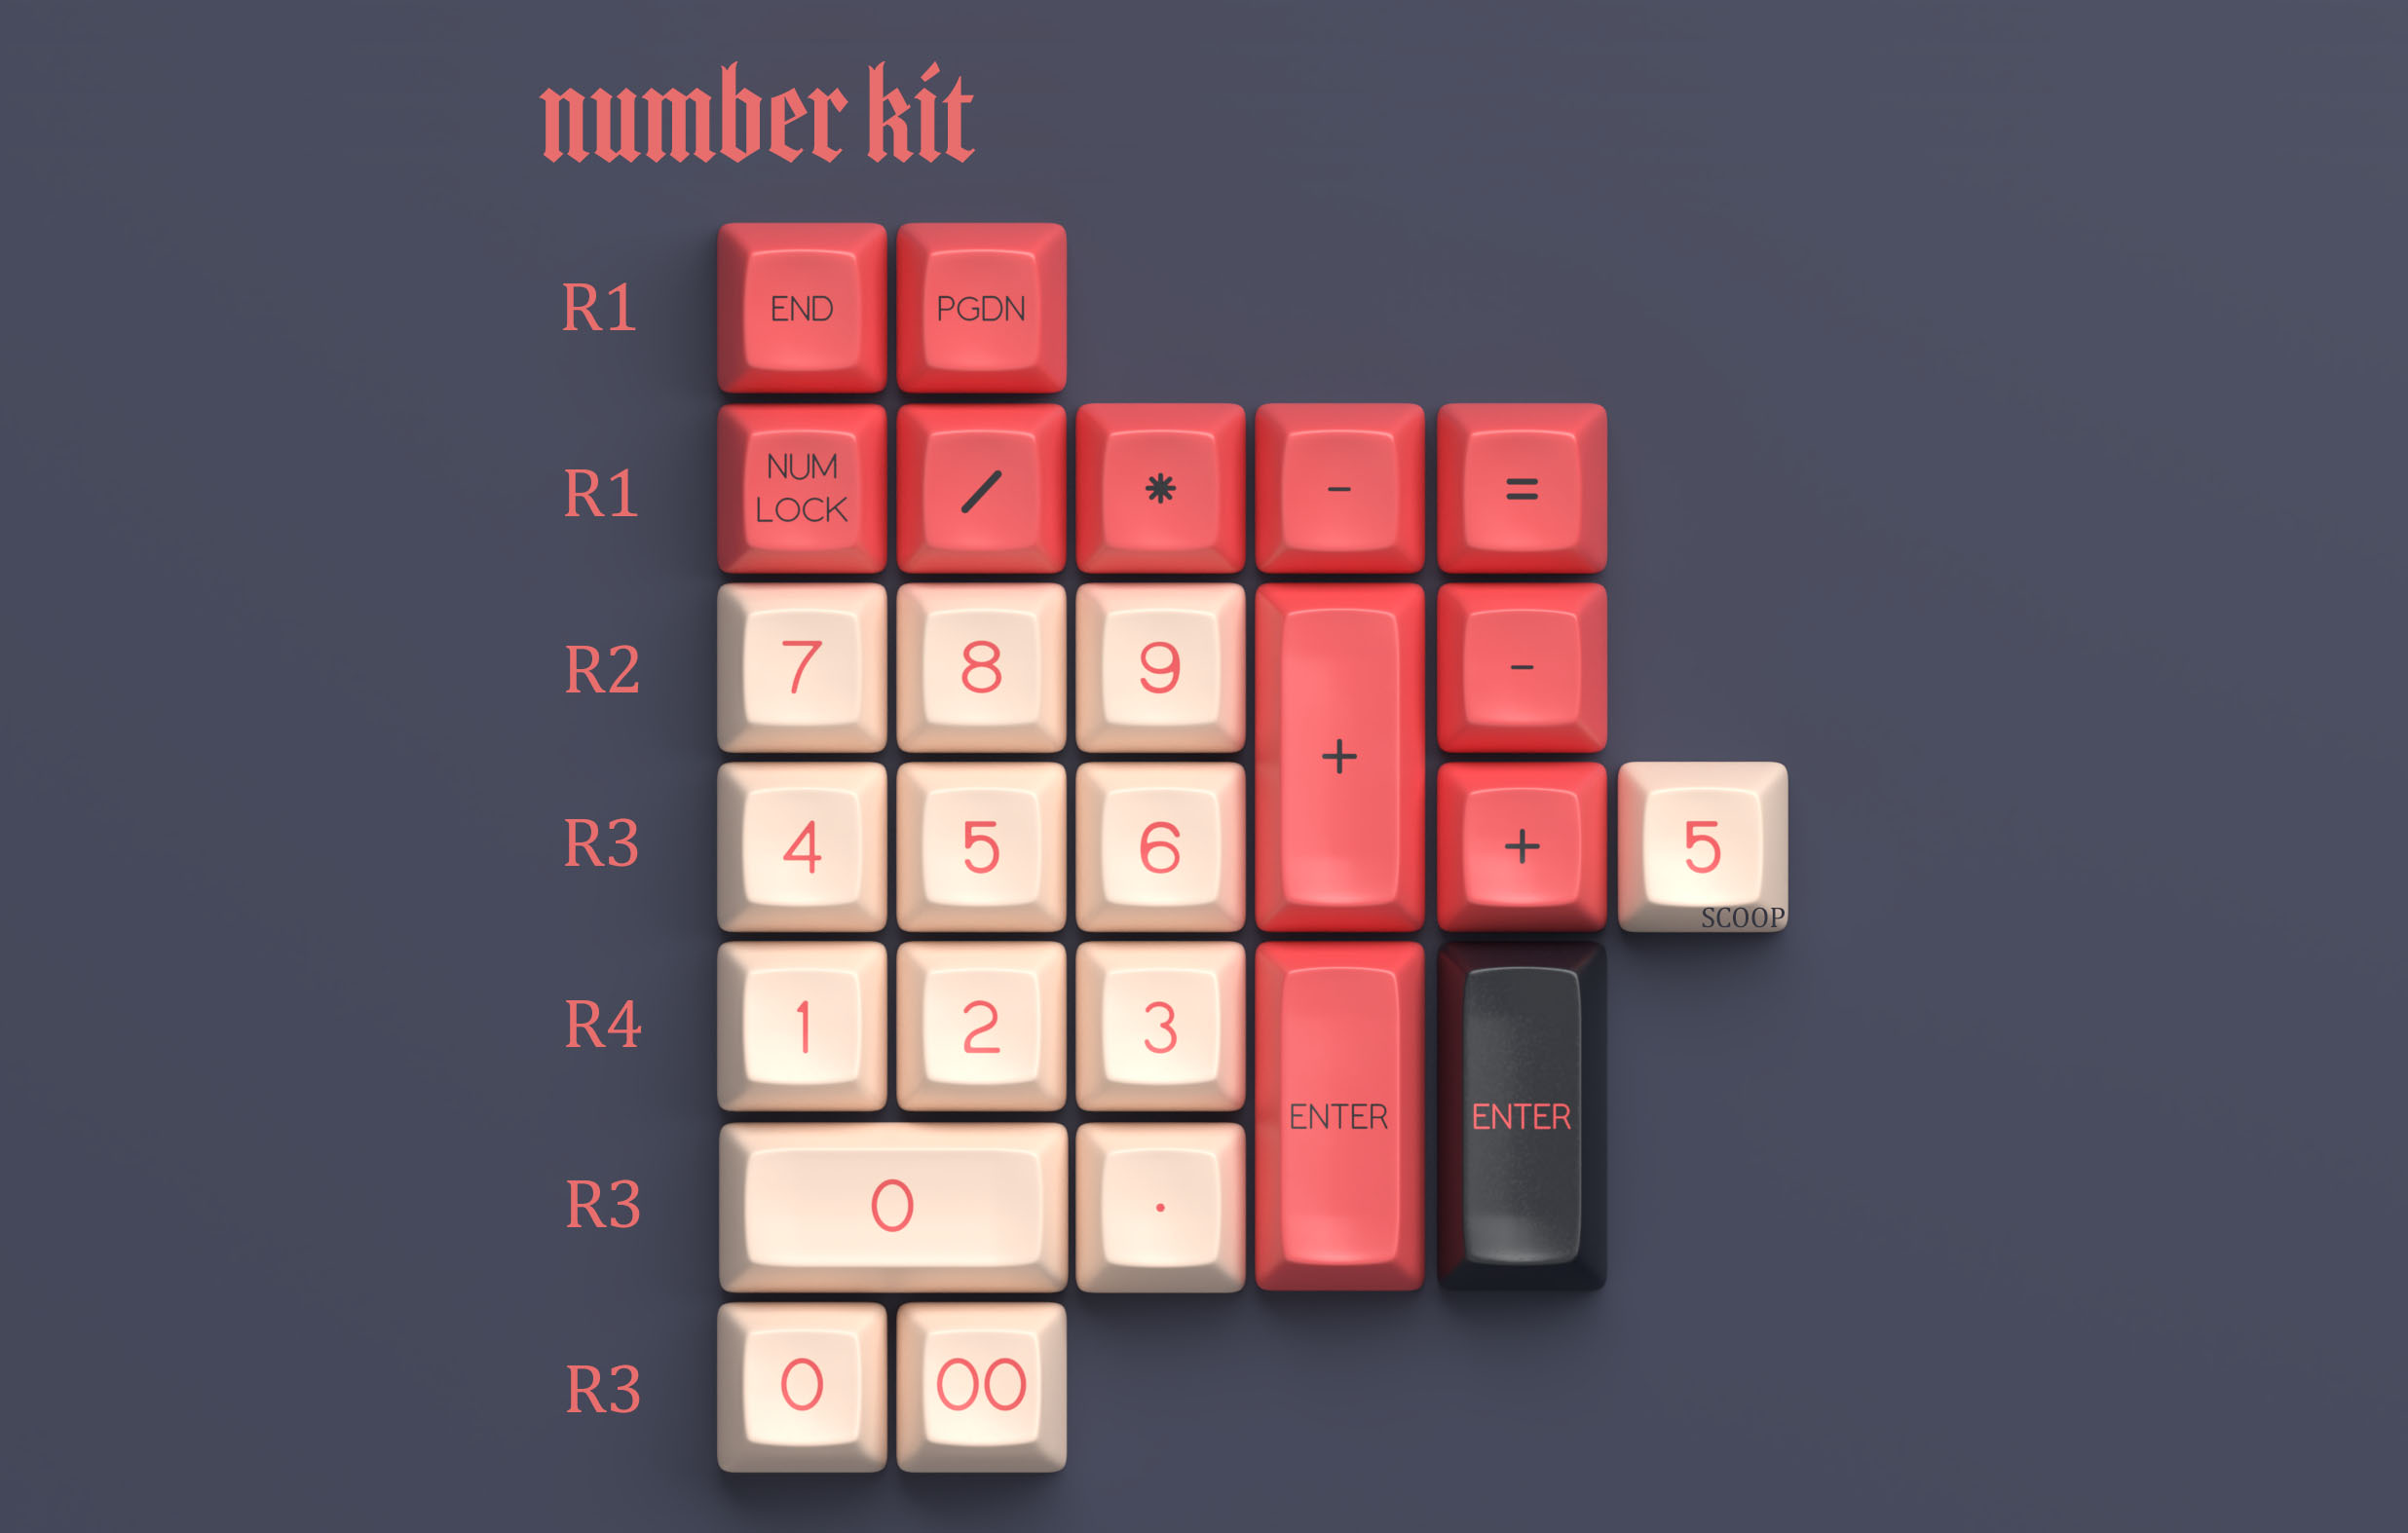 number kit
R1 END PGDN
R1 NUM LOCK / * - =
R2 7 8 9 + -
R3 4 5 6 + 5 SCOOP
R4 1 2 3 ENTER ENTER
R3 0 .
R3 0 00